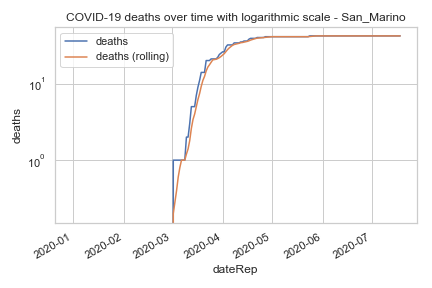 COVID-19 deaths over time with logarithmic scale - San_Marino
deaths
deaths (rolling)
10¹
10⁰
deaths
2020-01
2020-02
2020-03
2020-04
2020-05
2020-06
2020-07
dateRep